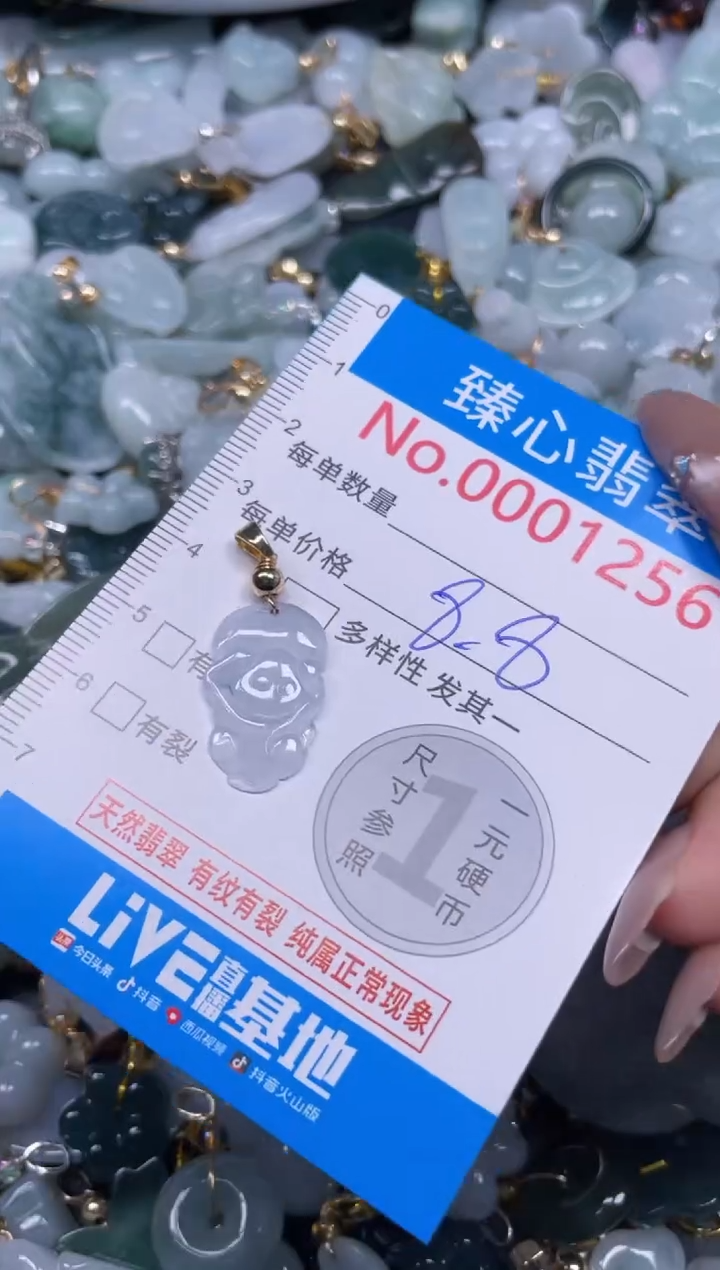 0
1
2
3
4
5
6
7
臻心翡翠
No.0001256
每单数量
每单价格 8.8
多样性 发其一
有
有裂
尺寸参照
1
一元硬币
天然翡翠 有纹有裂 纯属正常现象
LiVE直播基地
头条 今日头条 抖音 西瓜视频 抖音火山版